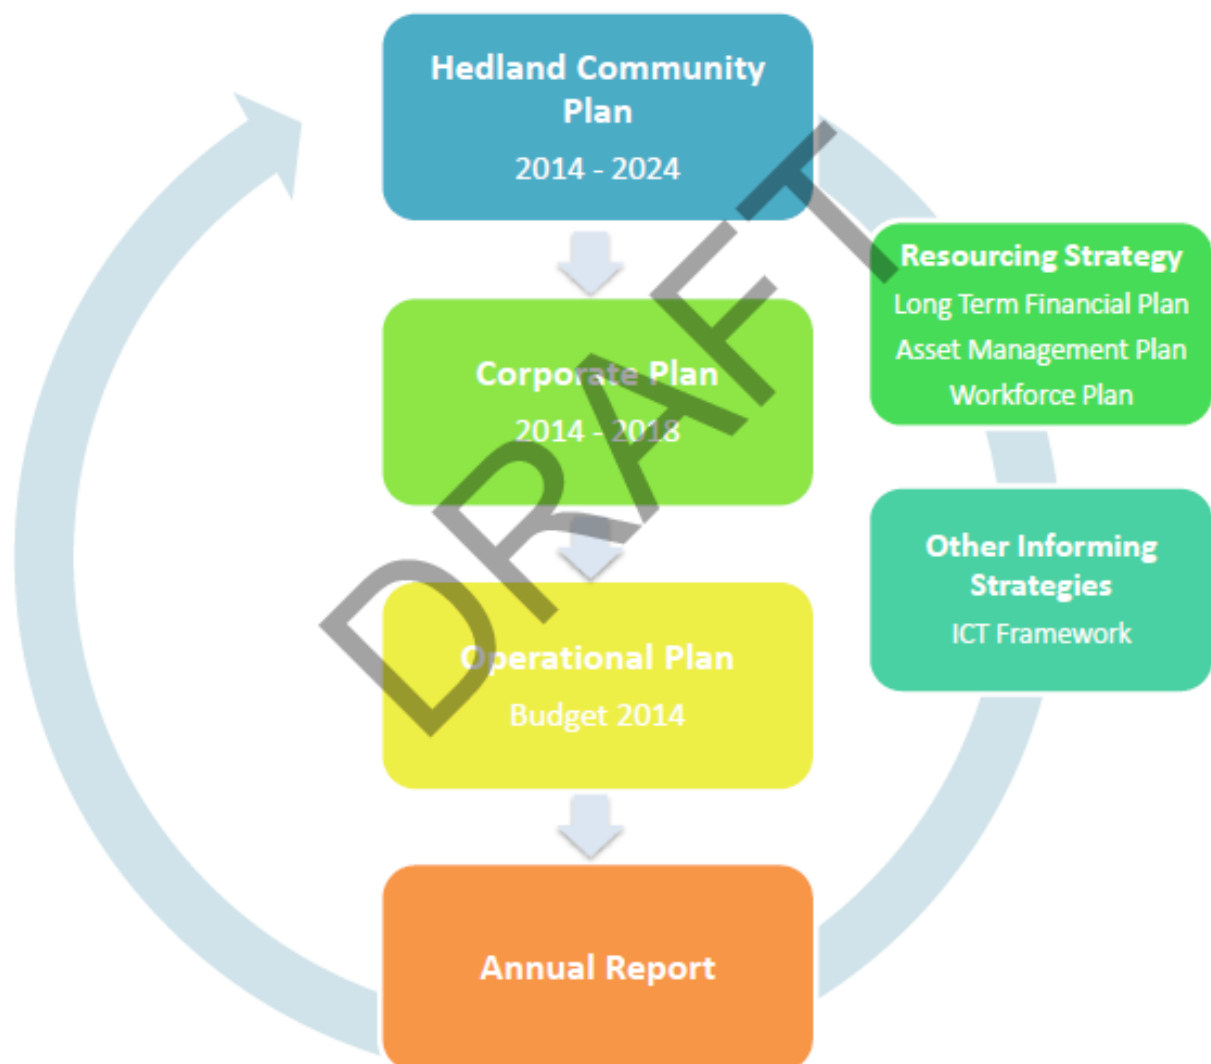 Hedland Community
Plan
2014 - 2024
Resourcing Strategy
Long Term Financial Plan
Asset Management Plan
Workforce Plan
Corporate Plan
2014 - 2018
Other Informing
Strategies
ICT Framework
Operational Plan
Budget 2014
Annual Report
DRAFT